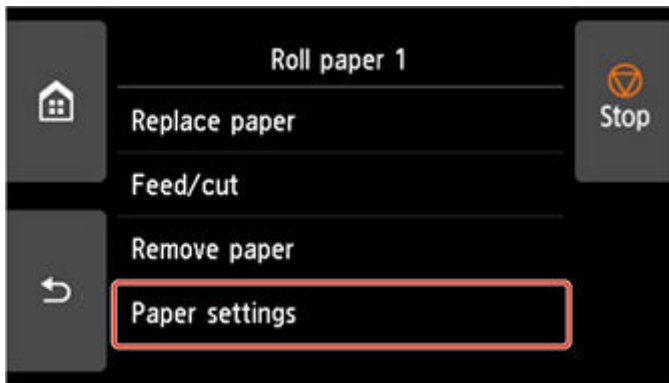 Roll paper 1
Stop
Replace paper
Feed/cut
Remove paper
Paper settings